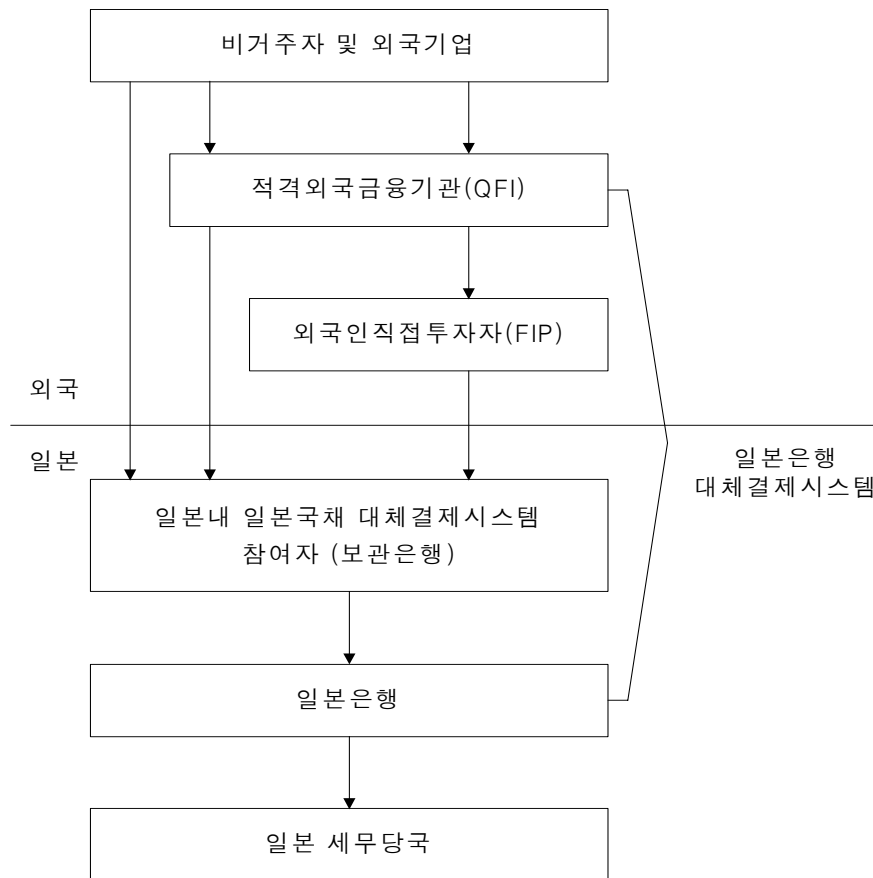 비거주자 및 외국기업
적격외국금융기관(QFI)
외국인직접투자자(FIP)
외국
일본
일본은행
대체결제시스템
일본내 일본국채 대체결제시스템
참여자 (보관은행)
일본은행
일본 세무당국